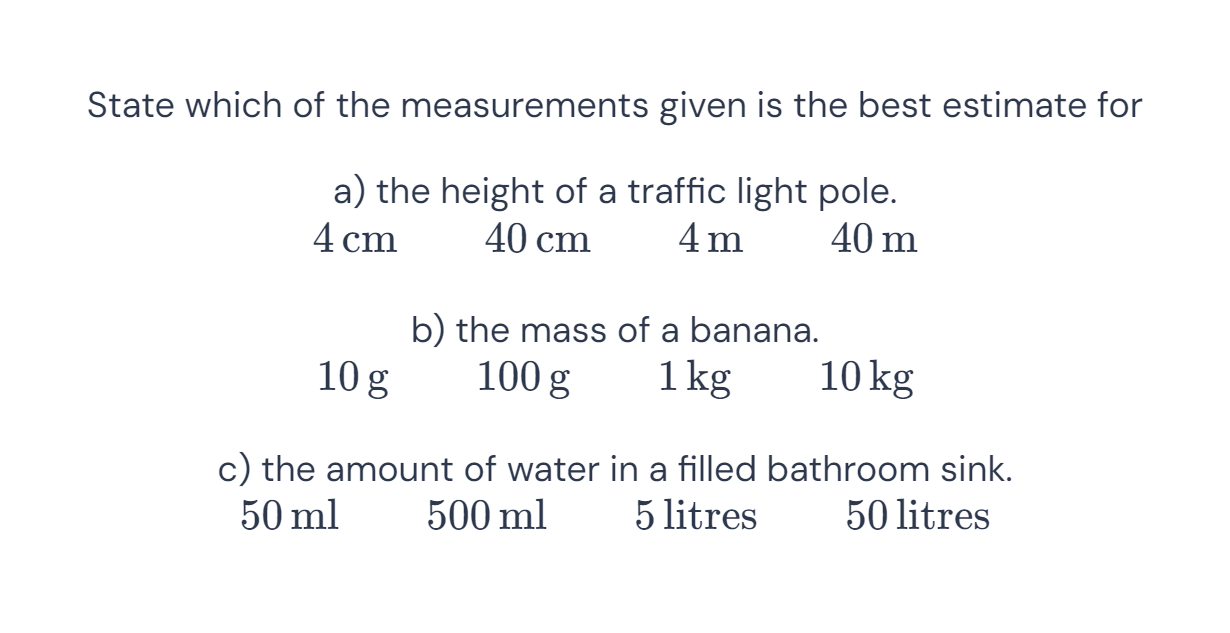 State which of the measurements given is the best estimate for
a) the height of a traffic light pole.
4 cm 40 cm 4 m 40 m
b) the mass of a banana.
10 g 100 g 1 kg 10 kg
c) the amount of water in a filled bathroom sink.
50 ml 500 ml 5 litres 50 litres